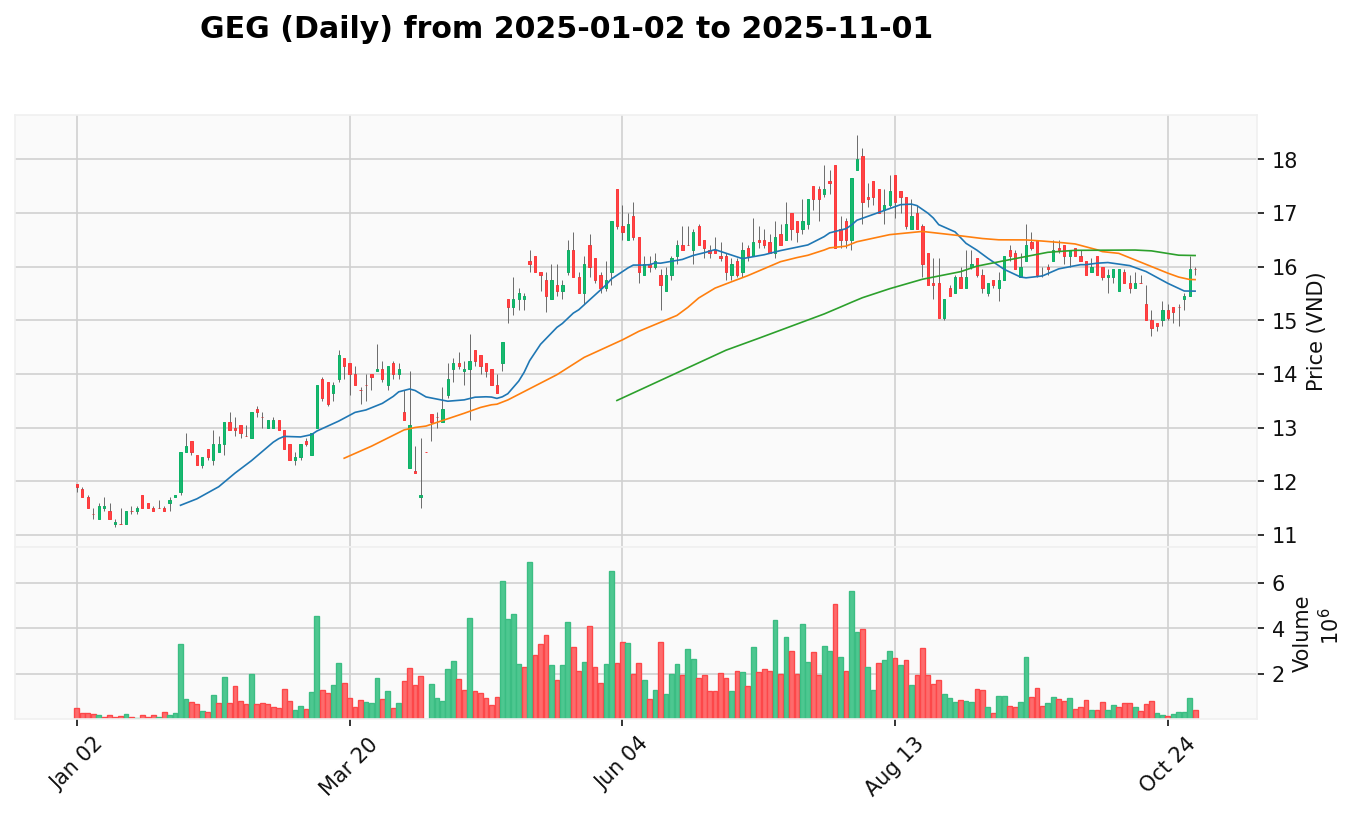 GEG (Daily) from 2025-01-02 to 2025-11-01
18
17
16
15
14
13
12
11
Price (VND)
6
4
2
Volume
10⁶
Jan 02
Mar 20
Jun 04
Aug 13
Oct 24